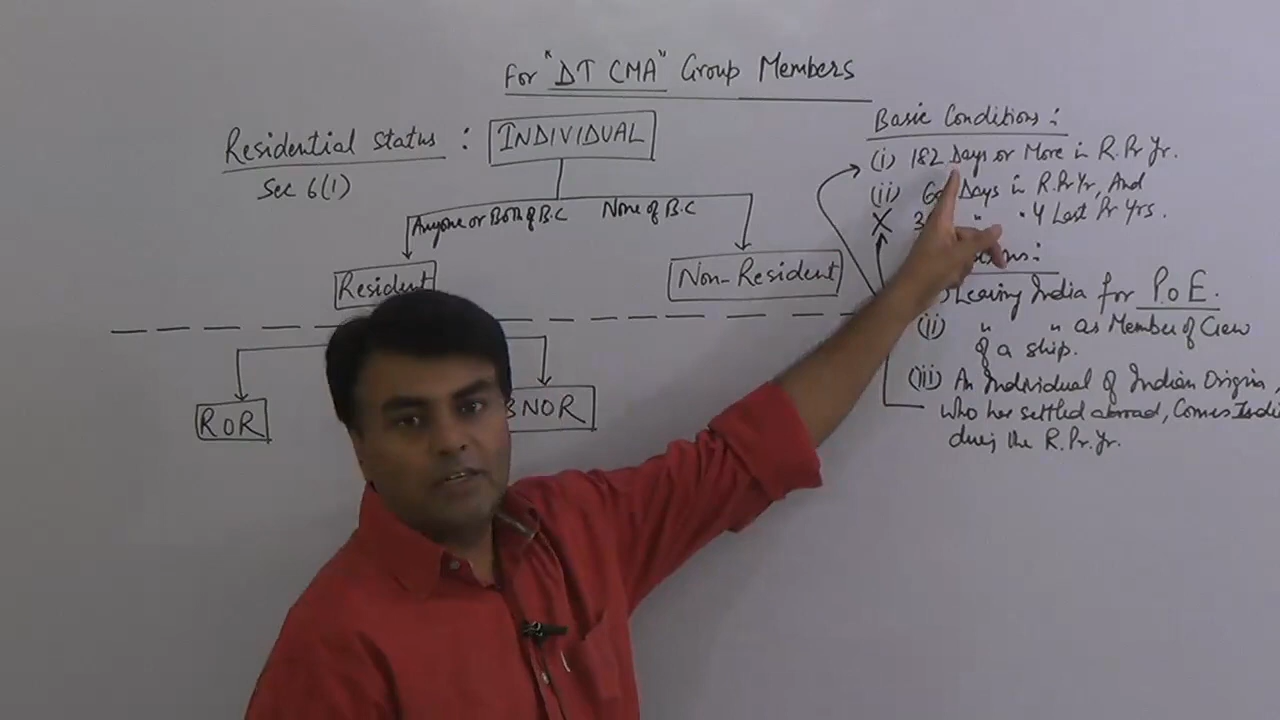 For "DT CMA" Group Members
Residential Status :
Sec 6(1)
INDIVIDUAL
Anyone or Both of B.C
None of B.C
Resident
Non-Resident
ROR
NOR
Basic Conditions :
(i) 182 Days or More in R.Pr Yr.
(ii) Days in R.Pr Yr, And
X 3 " " 4 Last Pr Yrs.
Leaving India for P.o E.
(ii) " " as Member of Crew
of a ship.
(iii) An Individual of Indian Origin
who has settled abroad, Comes
during the R.Pr.Yr.